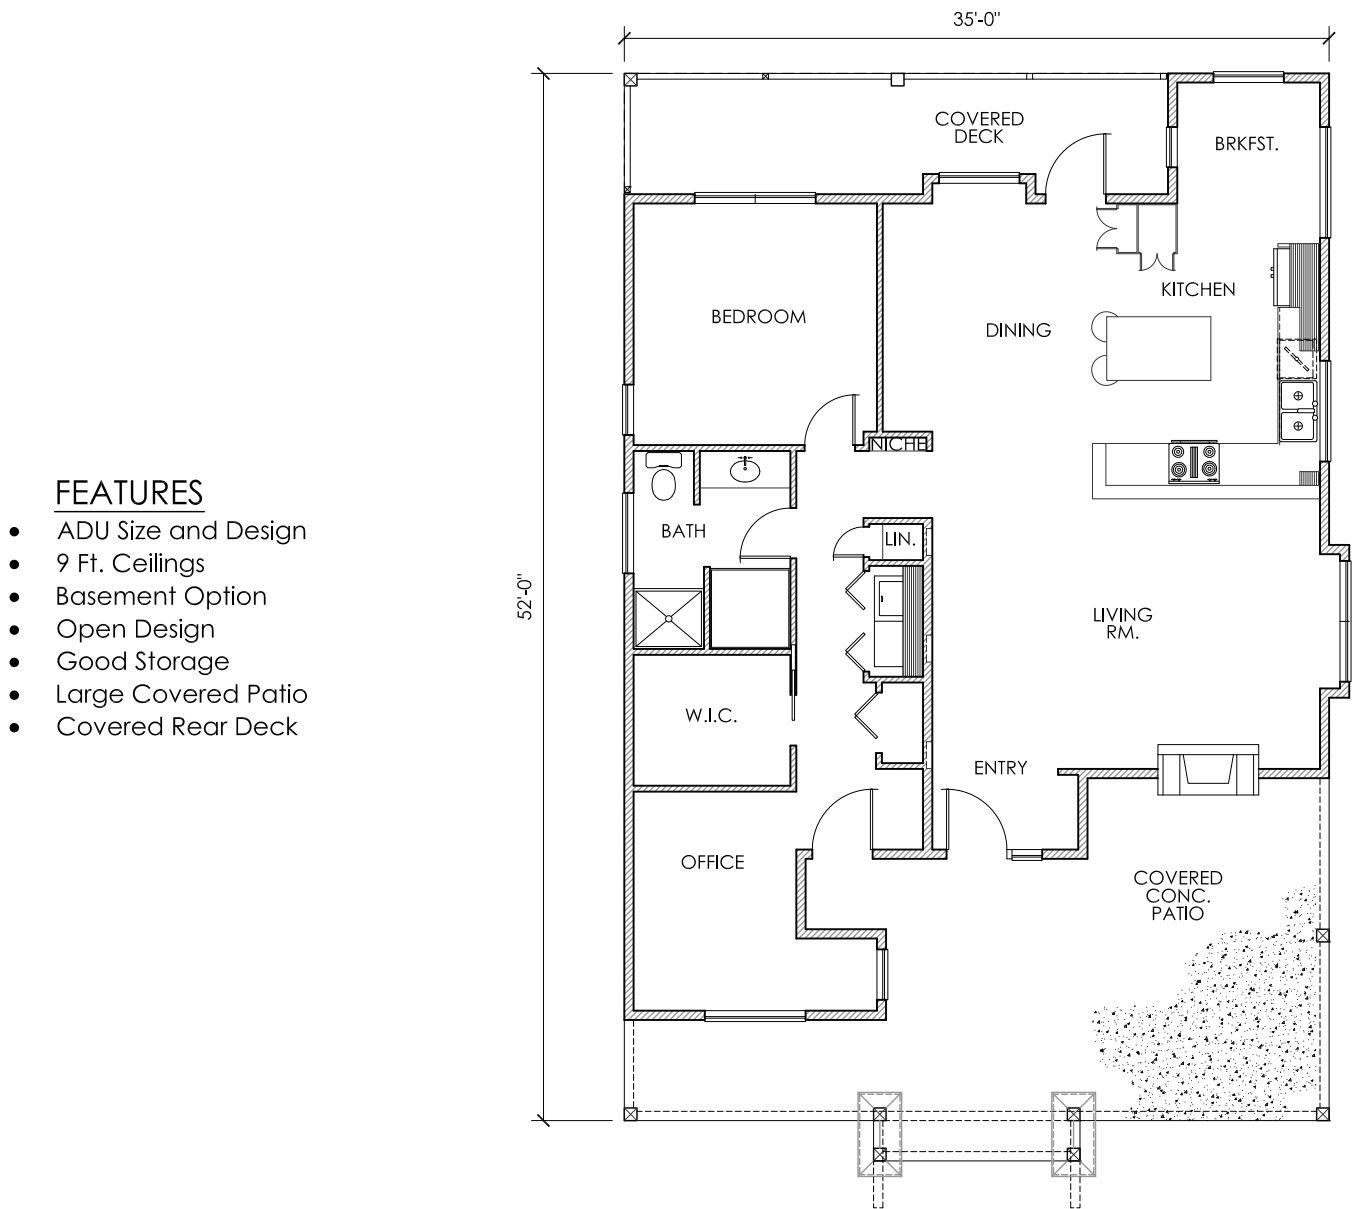 35'-0"
COVERED
DECK
BRKFST.
KITCHEN
BEDROOM
DINING
NICHE
FEATURES
• ADU Size and Design
• 9 Ft. Ceilings
• Basement Option
• Open Design
• Good Storage
• Large Covered Patio
• Covered Rear Deck
52'-0"
BATH
LIN.
LIVING
RM.
W.I.C.
ENTRY
OFFICE
COVERED
CONC.
PATIO